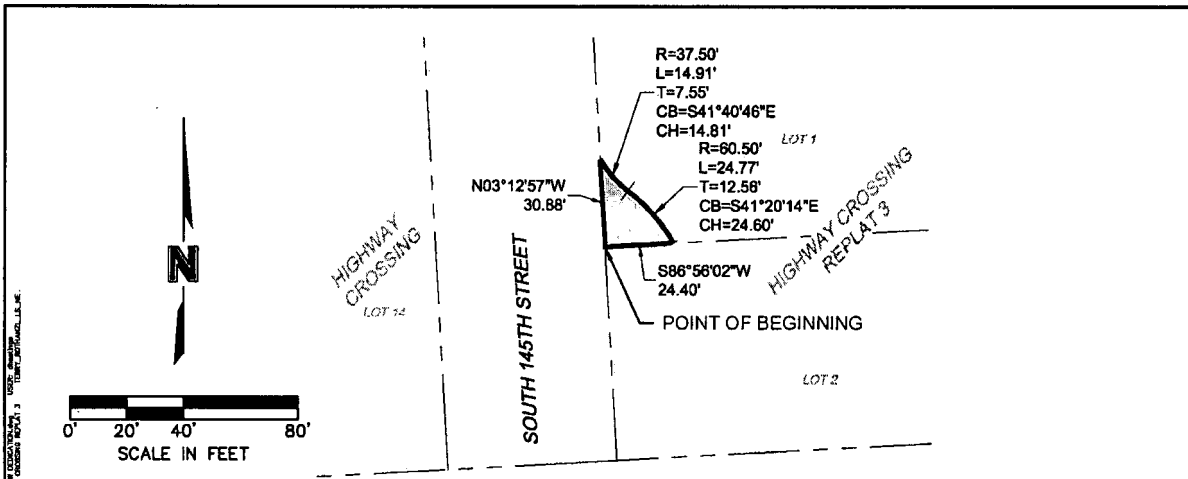 R=37.50'
L=14.91'
T=7.55'
CB=S41°40'46"E
CH=14.81'
LOT 1
R=60.50'
L=24.77'
T=12.56'
CB=S41°20'14"E
CH=24.60'
N03°12'57"W
30.88'
HIGHWAY CROSSING
REPLAT 3
S86°56'02"W
24.40'
POINT OF BEGINNING
HIGHWAY
CROSSING
LOT 14
SOUTH 145TH STREET
LOT 2
N
0' 20' 40' 80'
SCALE IN FEET
CROSSING REPLAT 3